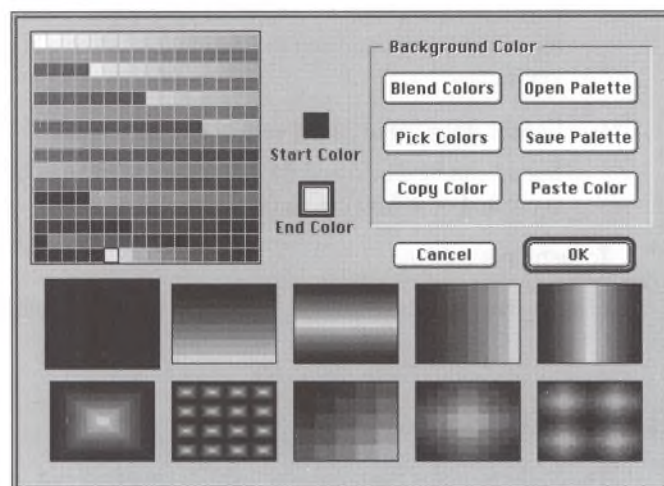 Background Color
Blend Colors
Open Palette
Pick Colors
Save Palette
Start Color
Copy Color
Paste Color
End Color
Cancel
OK